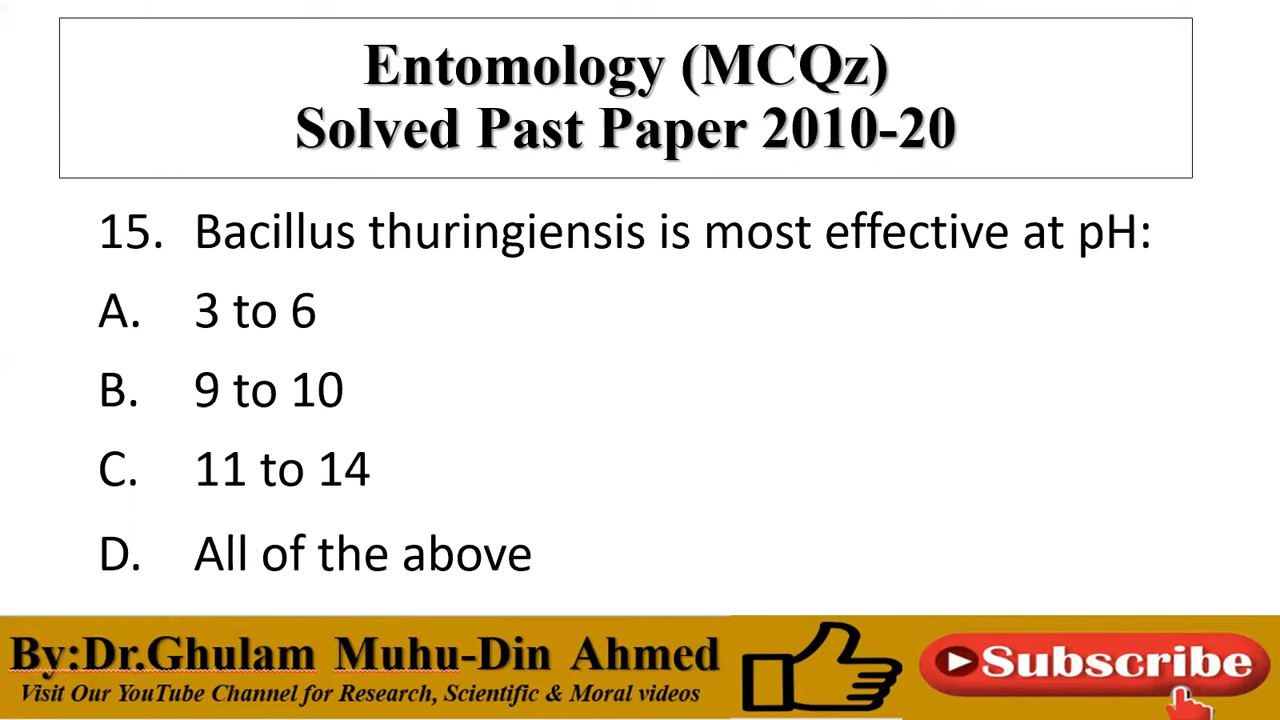 Entomology (MCQz)
Solved Past Paper 2010-20
15. Bacillus thuringiensis is most effective at pH:
A. 3 to 6
B. 9 to 10
C. 11 to 14
D. All of the above
By:Dr.Ghulam Muhu-Din Ahmed
Visit Our YouTube Channel for Research, Scientific & Moral videos
Subscribe